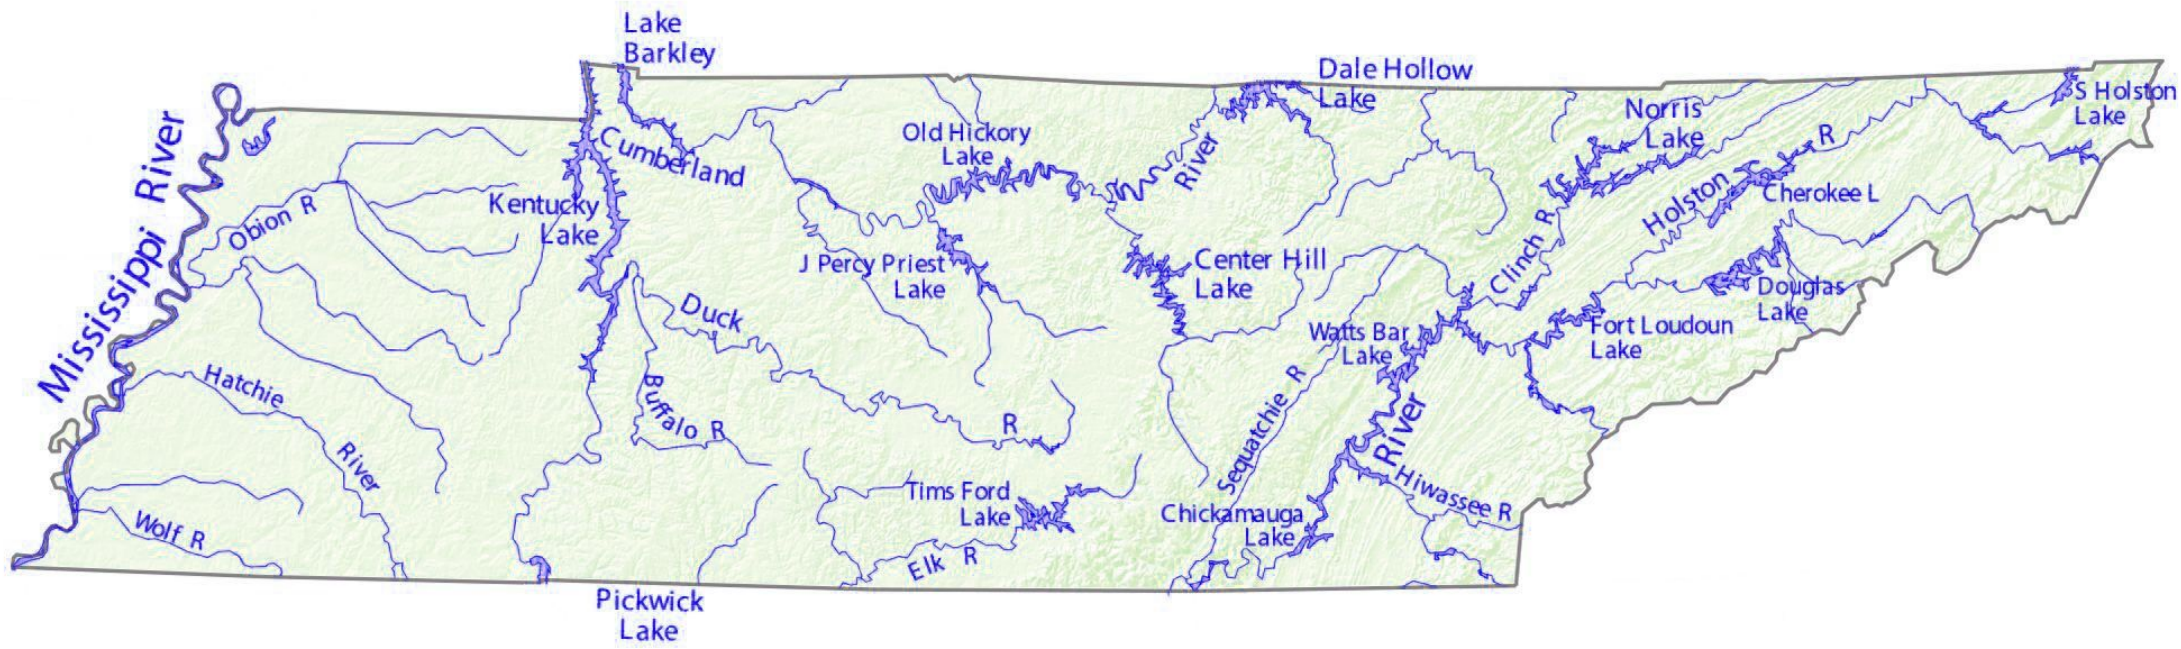 Lake
Barkley
Dale Hollow
Lake
S Holston
Lake
Norris
Lake
Mississippi River
Cumberland
River
Old Hickory
Lake
Holston R
Cherokee L
Kentucky
Lake
Obion R
J Percy Priest
Lake
Center Hill
Lake
Clinch R
Douglas
Lake
Duck R
Watts Bar
Lake
Fort Loudoun
Lake
Hatchie River
Buffalo R
Sequatchie R
River
Hiwassee R
Tims Ford
Lake
Chickamauga
Lake
Wolf R
Elk R
Pickwick
Lake